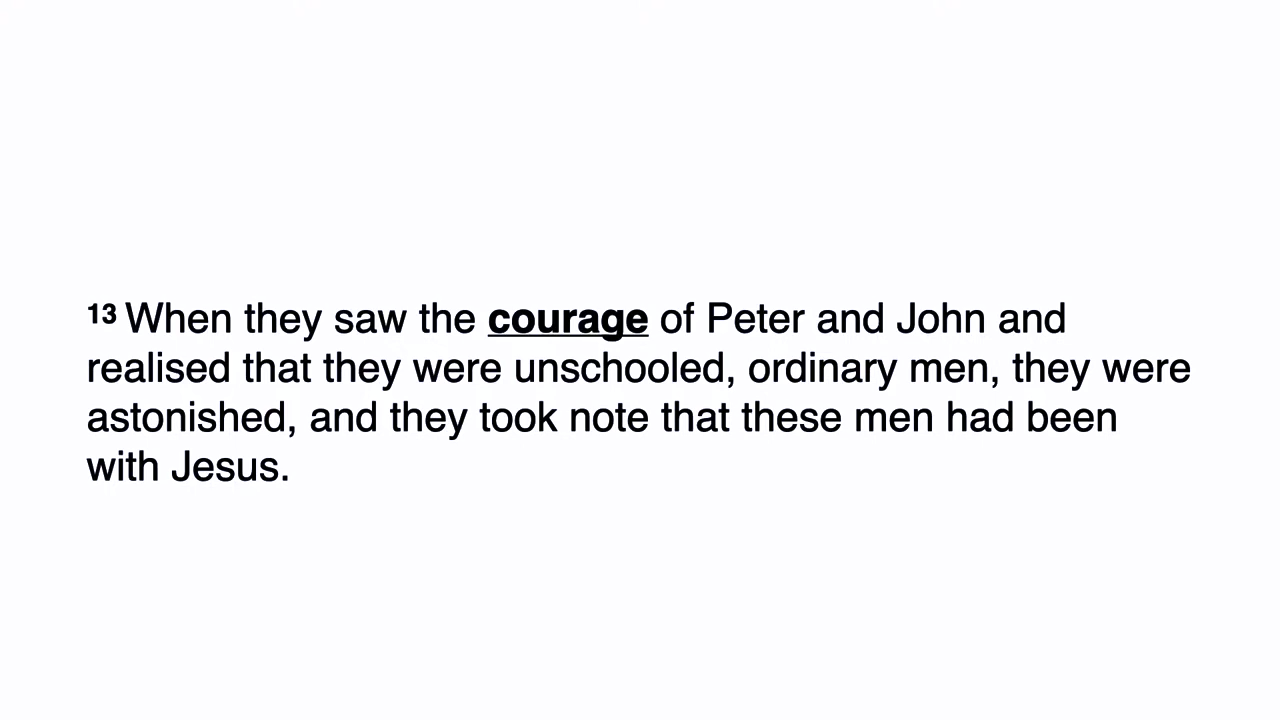 13 When they saw the courage of Peter and John and
realised that they were unschooled, ordinary men, they were
astonished, and they took note that these men had been
with Jesus.